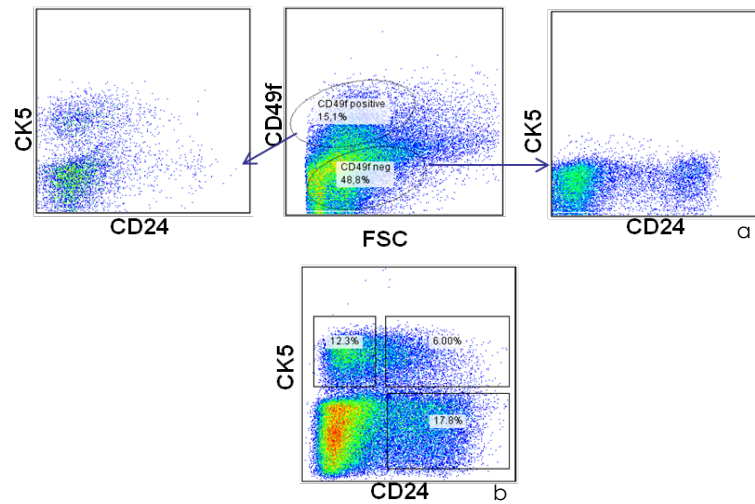 CK5
CD24
CD49f
CD49f positive
15,1%
CD49f neg
48,8%
FSC
CK5
CD24
a
CK5
12.3%
6.00%
17.8%
CD24
b